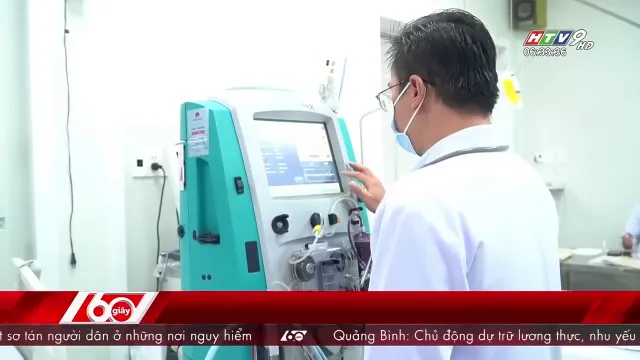 HTV9 HD
06:33:36
60 giây
t sơ tán người dân ở những nơi nguy hiểm 60 Quảng Bình: Chủ động dự trữ lương thực, nhu yếu